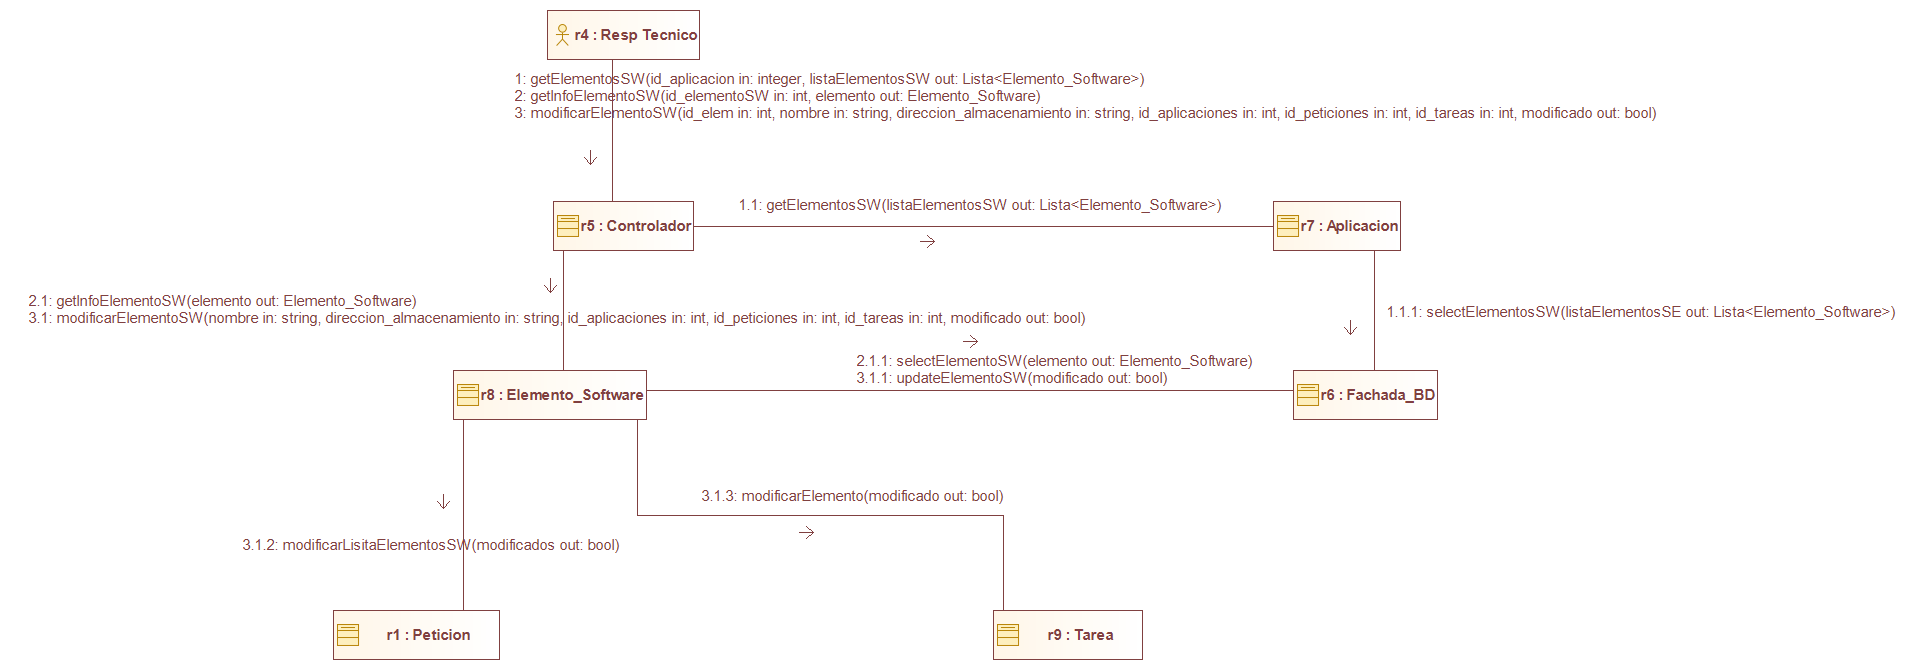 r4 : Resp Tecnico
1: getElementosSW(id_aplicacion in: integer, listaElementosSW out: Lista<Elemento_Software>)
2: getInfoElementoSW(id_elementoSW in: int, elemento out: Elemento_Software)
3: modificarElementoSW(id_elem in: int, nombre in: string, direccion_almacenamiento in: string, id_aplicaciones in: int, id_peticiones in: int, id_tareas in: int, modificado out: bool)
1.1: getElementosSW(listaElementosSW out: Lista<Elemento_Software>)
r5 : Controlador
r7 : Aplicacion
2.1: getInfoElementoSW(elemento out: Elemento_Software)
3.1: modificarElementoSW(nombre in: string, direccion_almacenamiento in: string, id_aplicaciones in: int, id_peticiones in: int, id_tareas in: int, modificado out: bool)
1.1.1: selectElementosSW(listaElementosSE out: Lista<Elemento_Software>)
2.1.1: selectElementoSW(elemento out: Elemento_Software)
3.1.1: updateElementoSW(modificado out: bool)
r8 : Elemento_Software
r6 : Fachada_BD
3.1.3: modificarElemento(modificado out: bool)
3.1.2: modificarLisitaElementosSW(modificados out: bool)
r1 : Peticion
r9 : Tarea